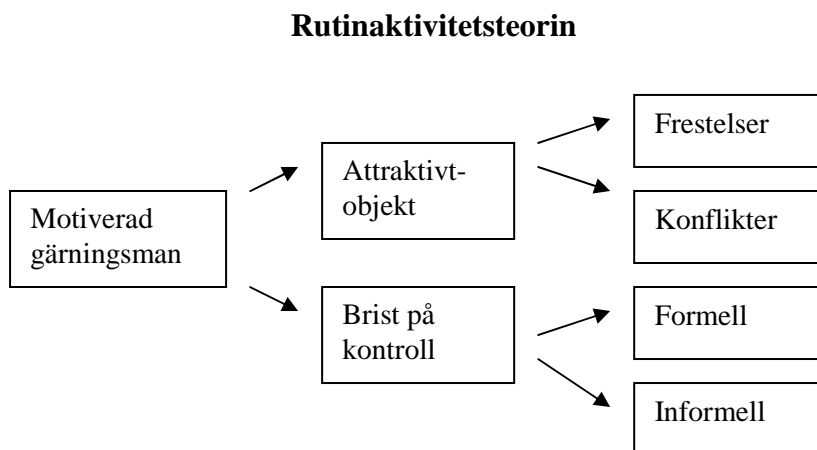 Rutinaktivitetsteorin
Motiverad
gärningsman
Attraktivt-
objekt
Brist på
kontroll
Frestelser
Konflikter
Formell
Informell